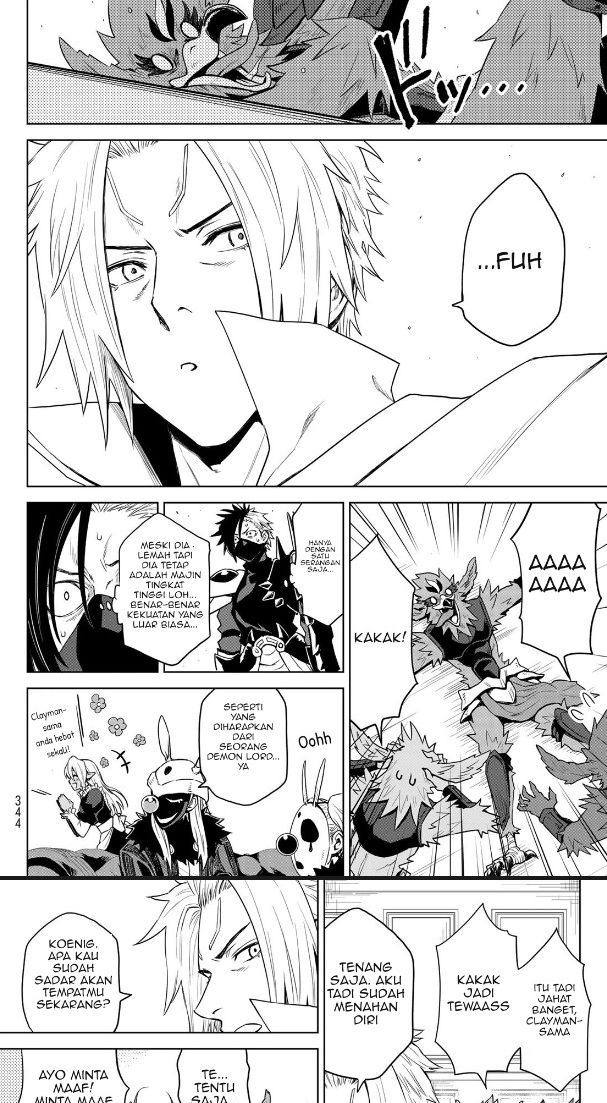 ドッ...
...FUH
HANYA
DENGAN
SATU
SERANGAN
SAJA...
MESKI DIA
LEMAH TAPI
DIA TETAP
ADALAH MAJIN
TINGKAT
TINGGI LOH...
BENAR-BENAR
KEKUATAN YANG
LUAR BIASA...
AAAA
AAAA
KAKAK!
SEPERTI
YANG
DIHARAPKAN
DARI
SEORANG
DEMON LORD...
YA
Oohh
Clayman-
sama
anda hebat
sekali!
344
ITU TADI
JAHAT
BANGET,
CLAYMAN-
SAMA
KAKAK
JADI
TEWAASS
TENANG
SAJA. AKU
TADI SUDAH
MENAHAN
DIRI
KOENIG.
APA KAU
SUDAH
SADAR AKAN
TEMPATMU
SEKARANG?
TE...
TENTU
SAJA
AYO MINTA
MAAF!
MINTA MAAF